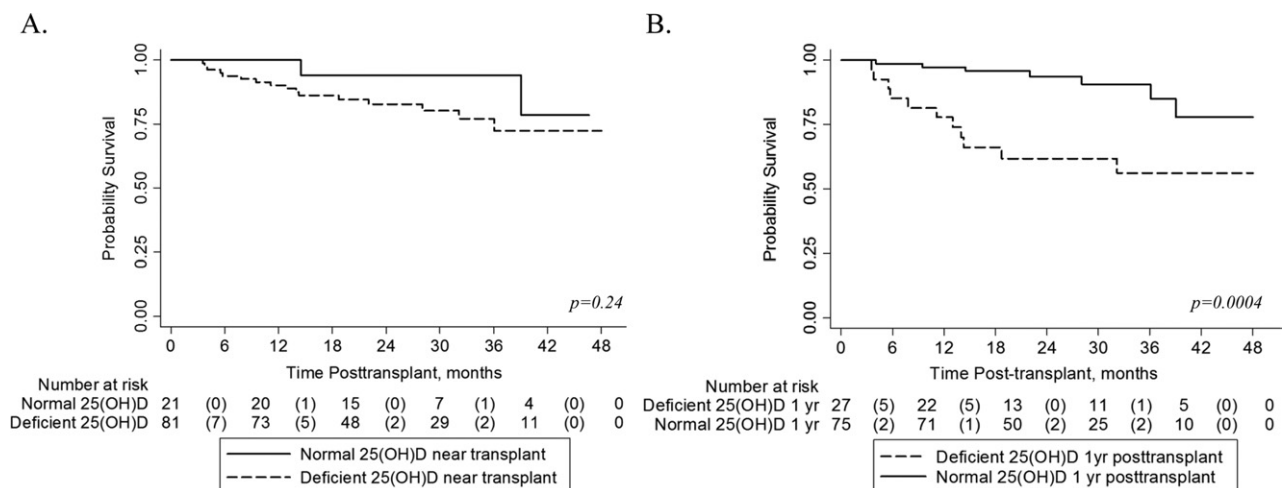 A.
1.00
0.75
0.50
0.25
0.00
Probability Survival
p=0.24
0 6 12 18 24 30 36 42 48
Time Posttransplant, months
Number at risk
Normal 25(OH)D 21 (0) 20 (1) 15 (0) 7 (1) 4 (0) 0
Deficient 25(OH)D 81 (7) 73 (5) 48 (2) 29 (2) 11 (0) 0
Normal 25(OH)D near transplant
Deficient 25(OH)D near transplant
B.
1.00
0.75
0.50
0.25
0.00
Probability Survival
p=0.0004
0 6 12 18 24 30 36 42 48
Time Post-transplant, months
Number at risk
Deficient 25(OH)D 1 yr 27 (5) 22 (5) 13 (0) 11 (1) 5 (0) 0
Normal 25(OH)D 1 yr 75 (2) 71 (1) 50 (2) 25 (2) 10 (0) 0
Deficient 25(OH)D 1yr posttransplant
Normal 25(OH)D 1 yr posttransplant